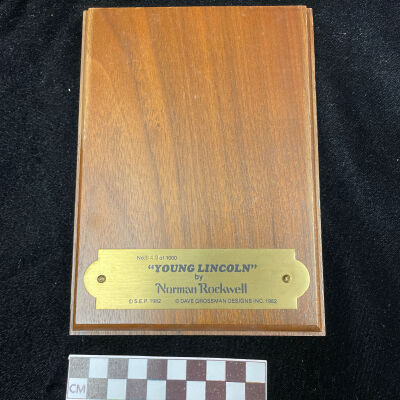 of 1000
"YOUNG LINCOLN"
by
Norman Rockwell
© S.E.P. 1982 © DAVE GROSSMAN DESIGNS INC. 1982
CM